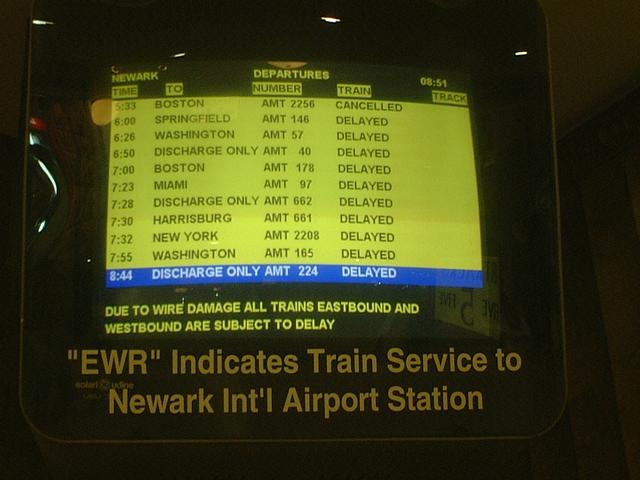 NEWARK DEPARTURES 08:51
TIME TO NUMBER TRAIN TRACK
5:33 BOSTON AMT 2256 CANCELLED
6:00 SPRINGFIELD AMT 146 DELAYED
6:26 WASHINGTON AMT 57 DELAYED
6:50 DISCHARGE ONLY AMT 40 DELAYED
7:00 BOSTON AMT 178 DELAYED
7:23 MIAMI AMT 97 DELAYED
7:28 DISCHARGE ONLY AMT 662 DELAYED
7:30 HARRISBURG AMT 661 DELAYED
7:32 NEW YORK AMT 2208 DELAYED
7:55 WASHINGTON AMT 165 DELAYED
8:44 DISCHARGE ONLY AMT 224 DELAYED
DUE TO WIRE DAMAGE ALL TRAINS EASTBOUND AND
WESTBOUND ARE SUBJECT TO DELAY
"EWR" Indicates Train Service to
solari udine
Newark Int'l Airport Station